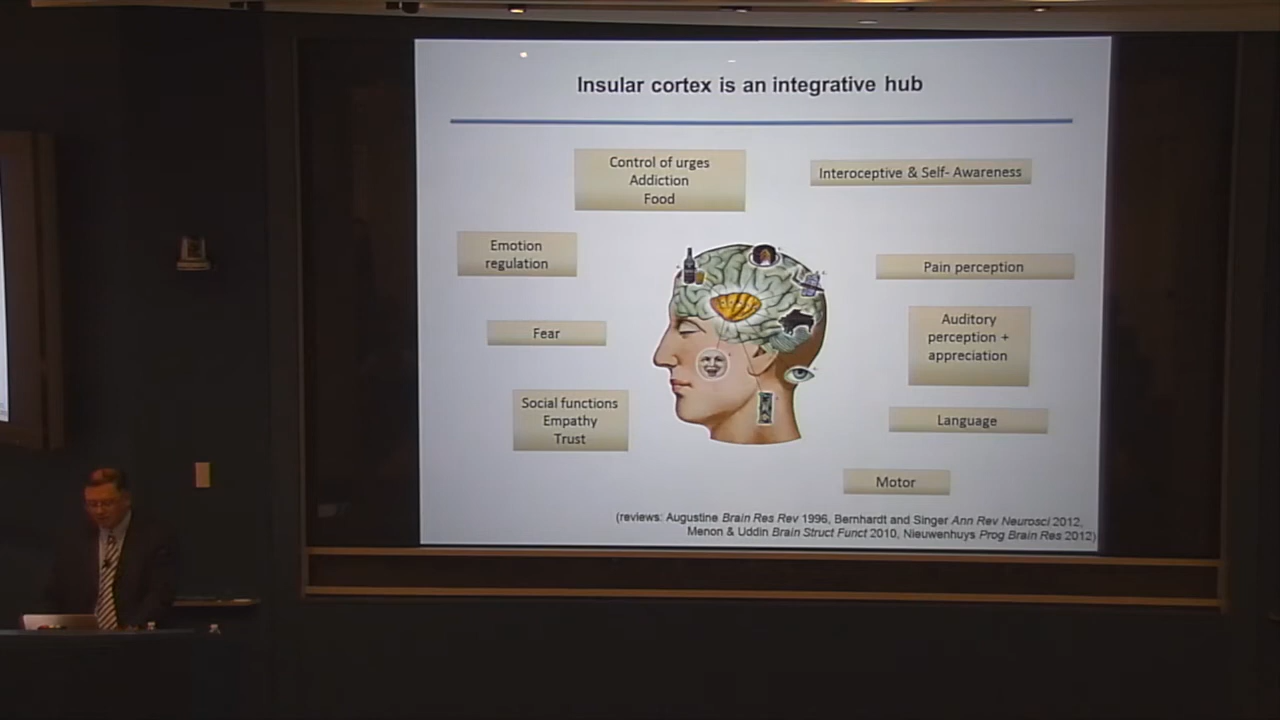 Insular cortex is an integrative hub
Control of urges
Addiction
Food
Interoceptive & Self- Awareness
Emotion
regulation
Pain perception
Fear
Auditory
perception +
appreciation
Social functions
Empathy
Trust
Language
Motor
(reviews: Augustine Brain Res Rev 1996, Bernhardt and Singer Ann Rev Neurosci 2012,
Menon & Uddin Brain Struct Funct 2010, Nieuwenhuys Prog Brain Res 2012)